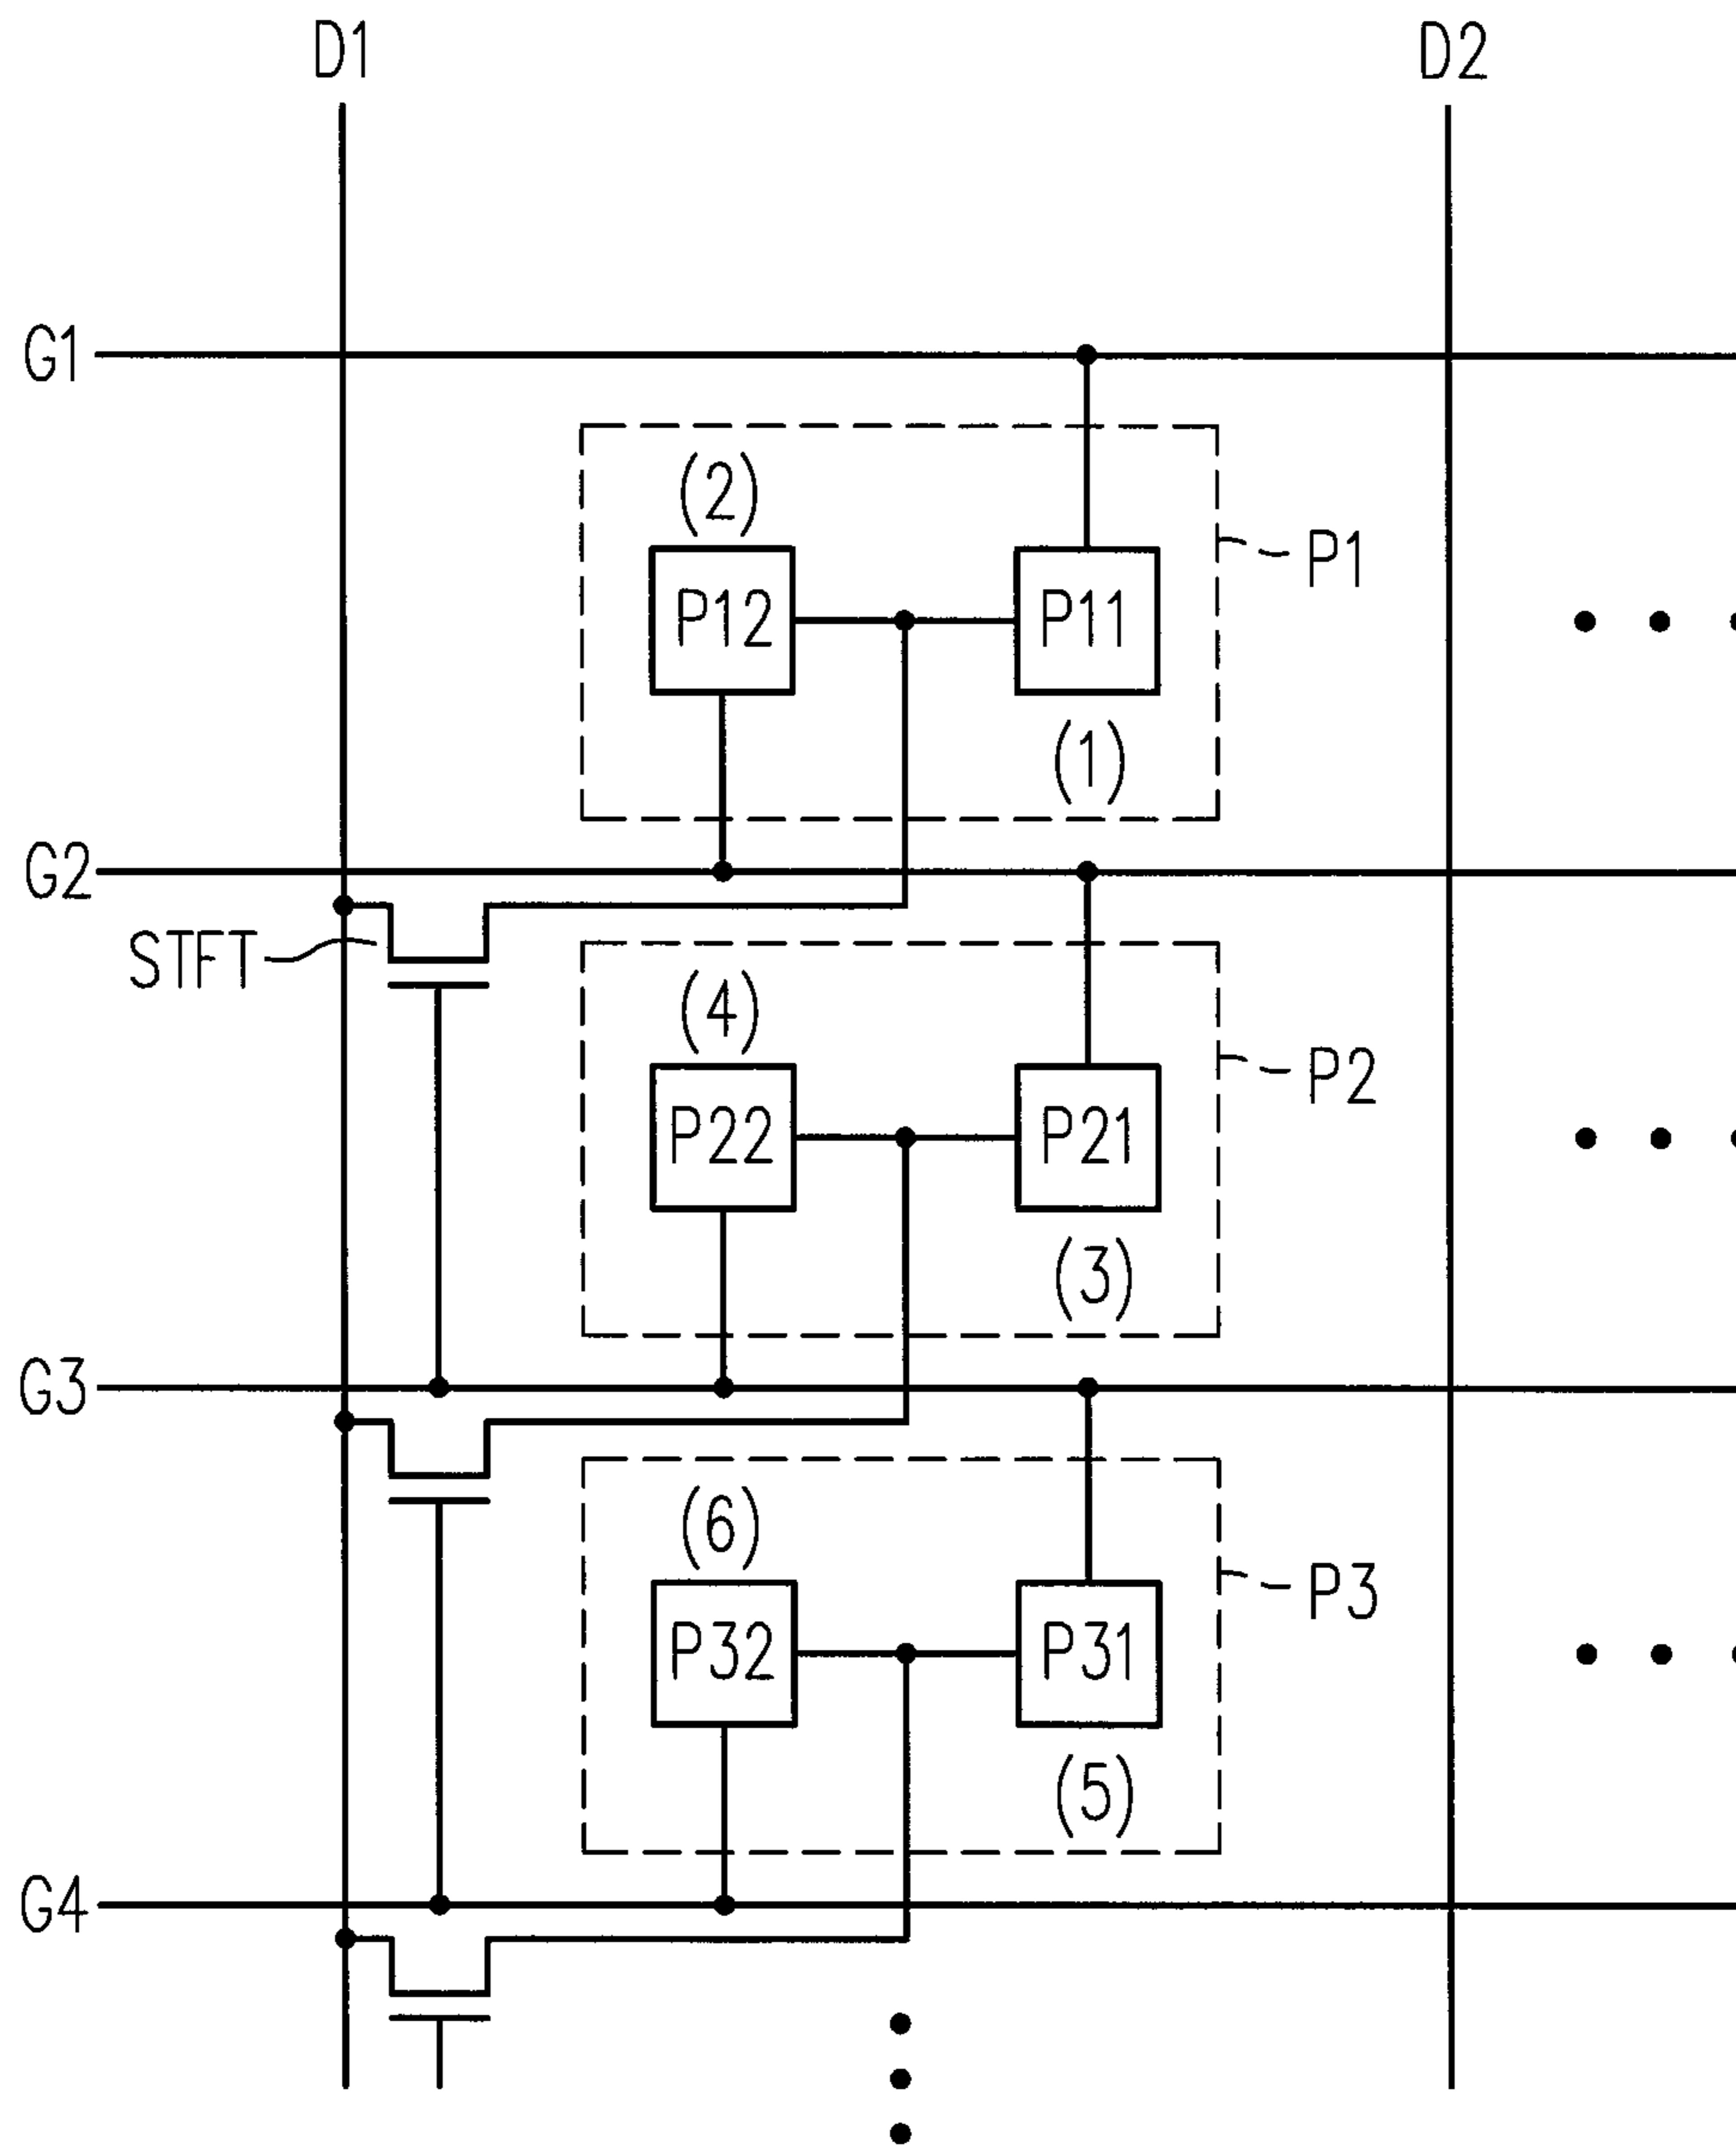 D1
D2
G1
(2)
P1
P12
P11
(1)
G2
STFT
(4)
P2
P22
P21
(3)
G3
(6)
P3
P32
P31
(5)
G4